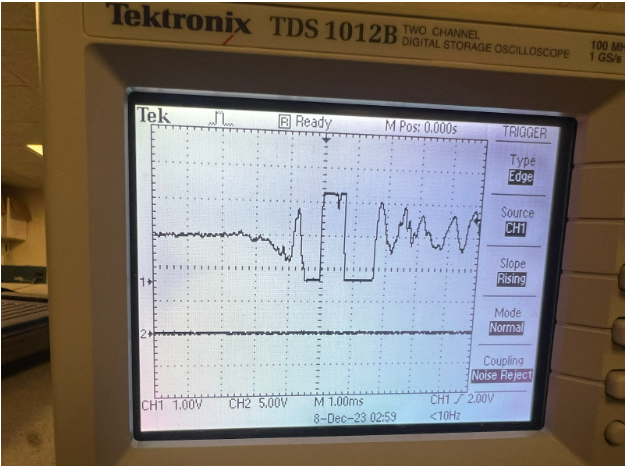 Tektronix TDS 1012B TWO CHANNEL
DIGITAL STORAGE OSCILLOSCOPE
100 MH
1 GS/s
Tek R Ready M Pos: 0.000s TRIGGER
Type
Edge
Source
CH1
Slope
Rising
1
Mode
Normal
2
Coupling
Noise Reject
CH1 1.00V CH2 5.00V M 1.00ms CH1 2.00V
8-Dec-23 02:59 <10Hz